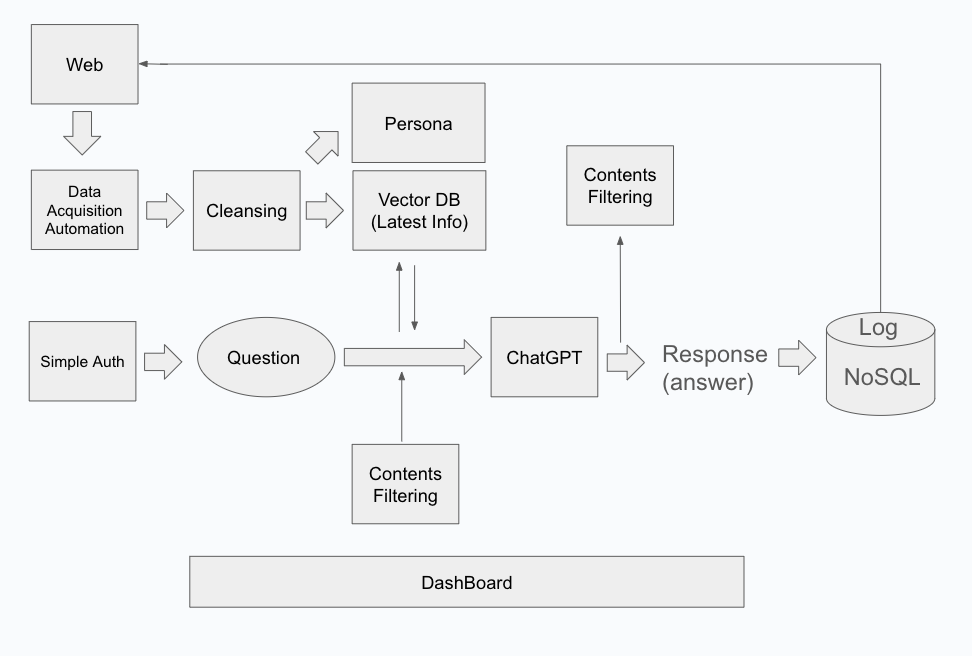 Web
Persona
Contents
Filtering
Data
Acquisition
Automation
Cleansing
Vector DB
(Latest Info)
Simple Auth
Question
ChatGPT
Response
(answer)
Log
NoSQL
Contents
Filtering
DashBoard